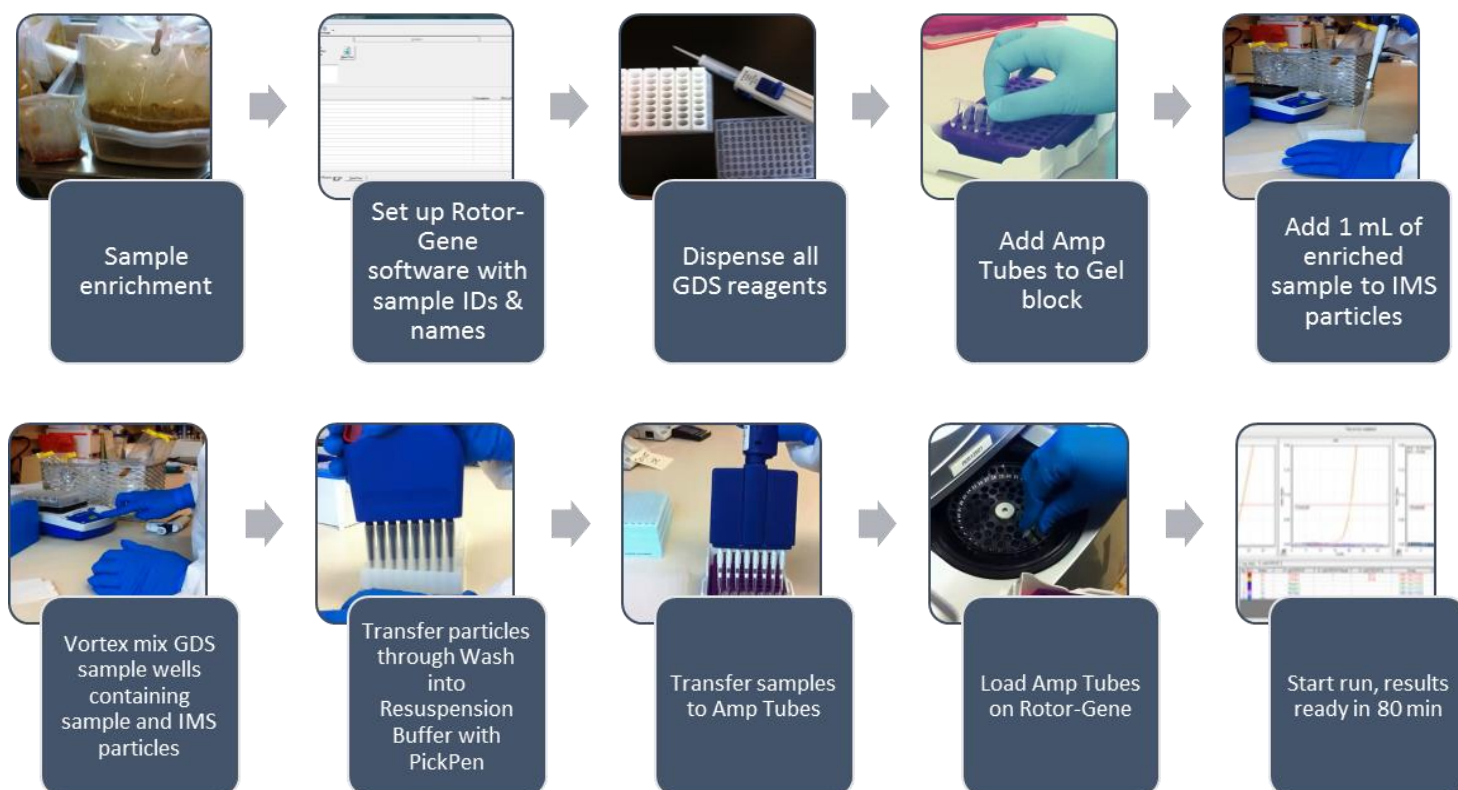 Sample
enrichment
Set up Rotor-
Gene
software with
sample IDs &
names
Dispense all
GDS reagents
Add Amp
Tubes to Gel
block
Add 1 mL of
enriched
sample to IMS
particles
Vortex mix GDS
sample wells
containing
sample and IMS
particles
Transfer particles
through Wash
into
Resuspension
Buffer with
PickPen
Transfer samples
to Amp Tubes
Load Amp Tubes
on Rotor-Gene
Start run, results
ready in 80 min